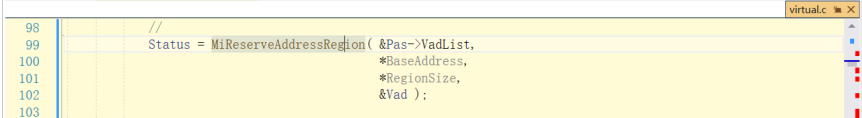 virtual.c
98 //
99 Status = MiReserveAddressRegion( &Pas->VadList,
100 *BaseAddress,
101 *RegionSize,
102 &Vad );
103